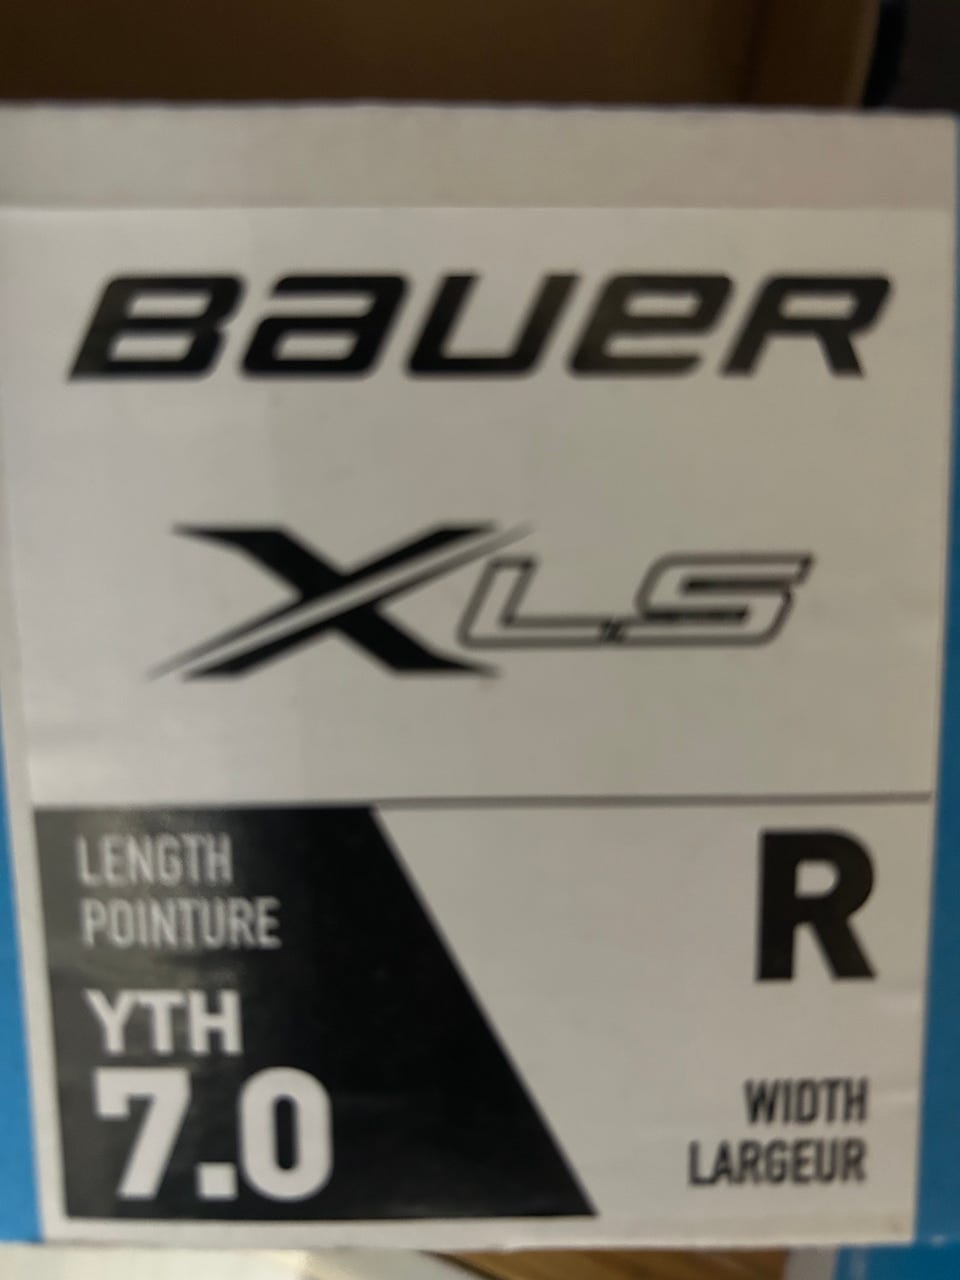 BAUER
XLS
LENGTH
POINTURE
YTH
7.0
R
WIDTH
LARGEUR